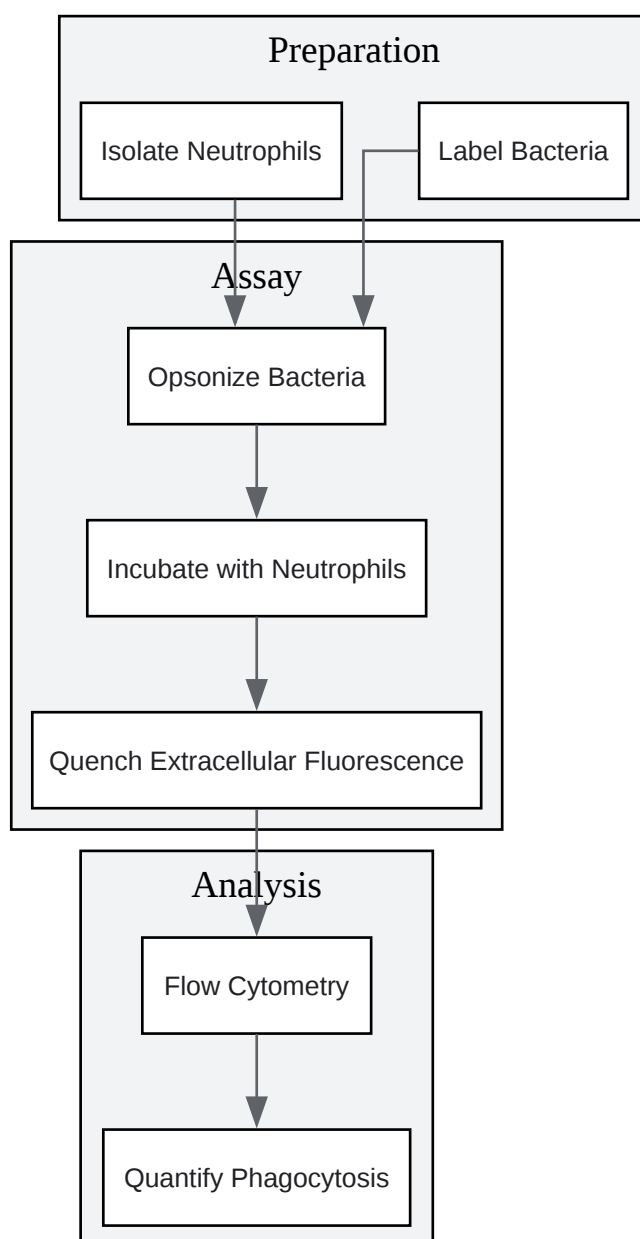 Preparation
Isolate Neutrophils
Label Bacteria
Assay
Opsonize Bacteria
Incubate with Neutrophils
Quench Extracellular Fluorescence
Analysis
Flow Cytometry
Quantify Phagocytosis